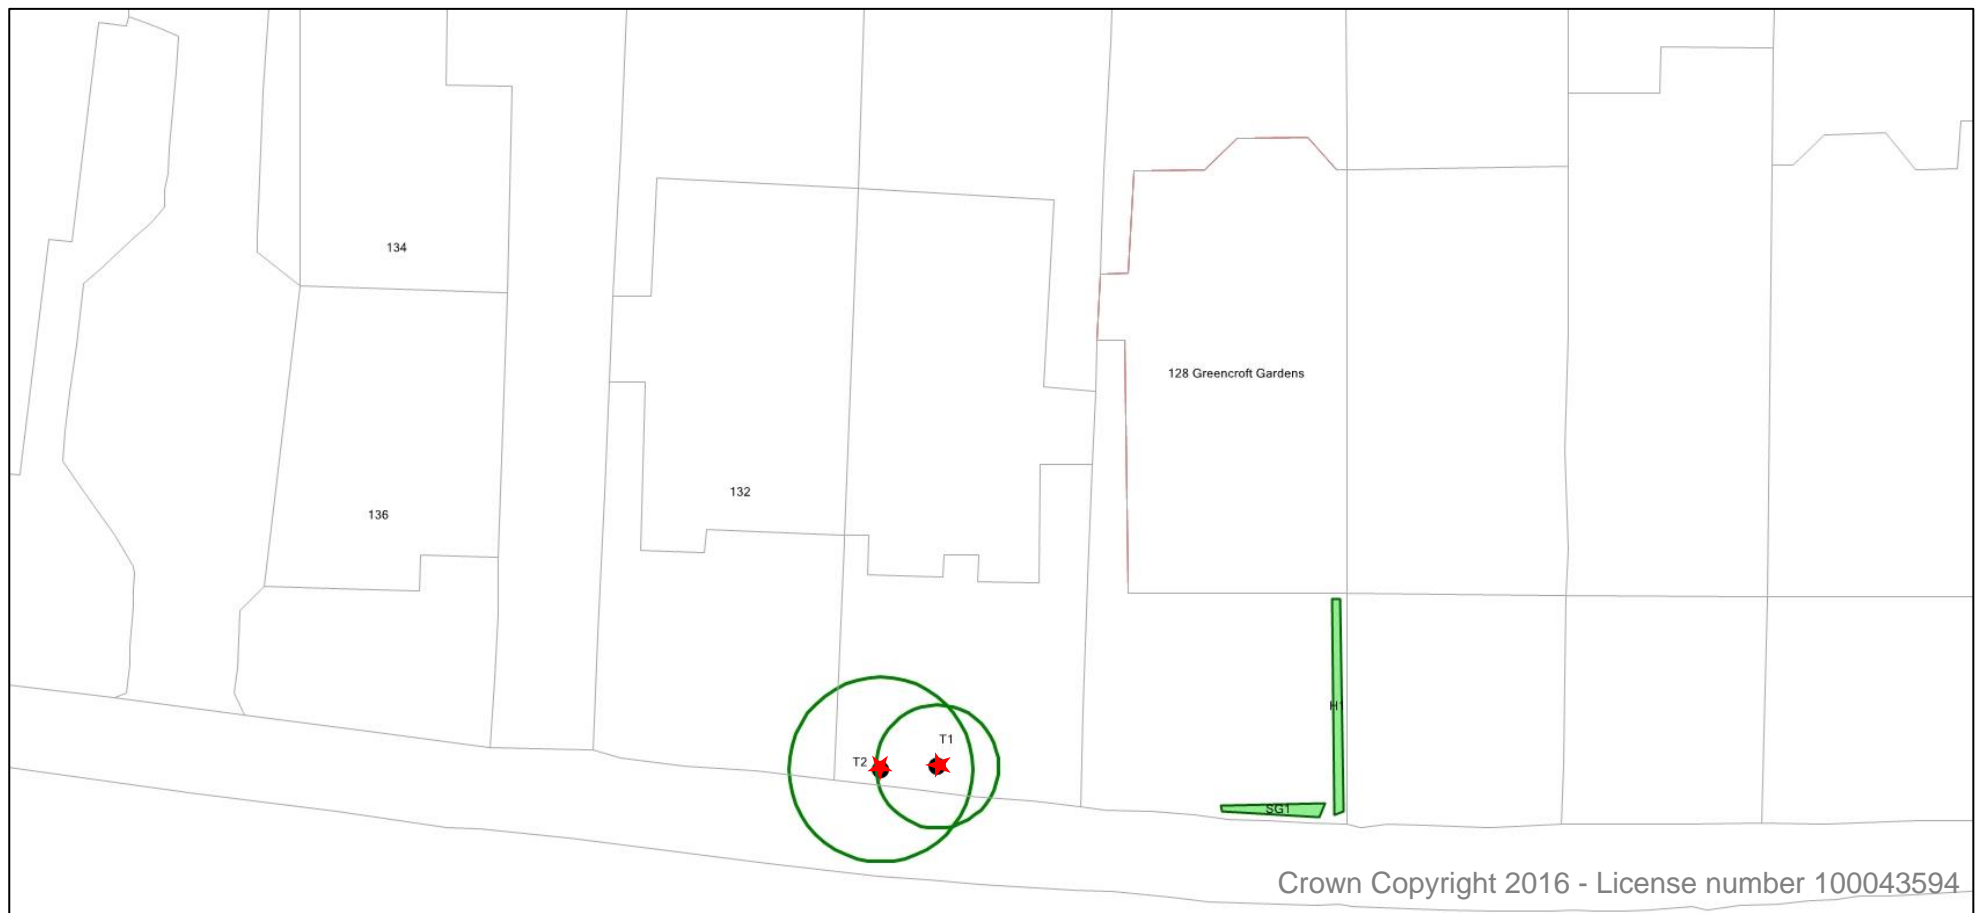 134
128 Greencroft Gardens
132
136
H1
T1
T2
SG1
Crown Copyright 2016 - License number 100043594